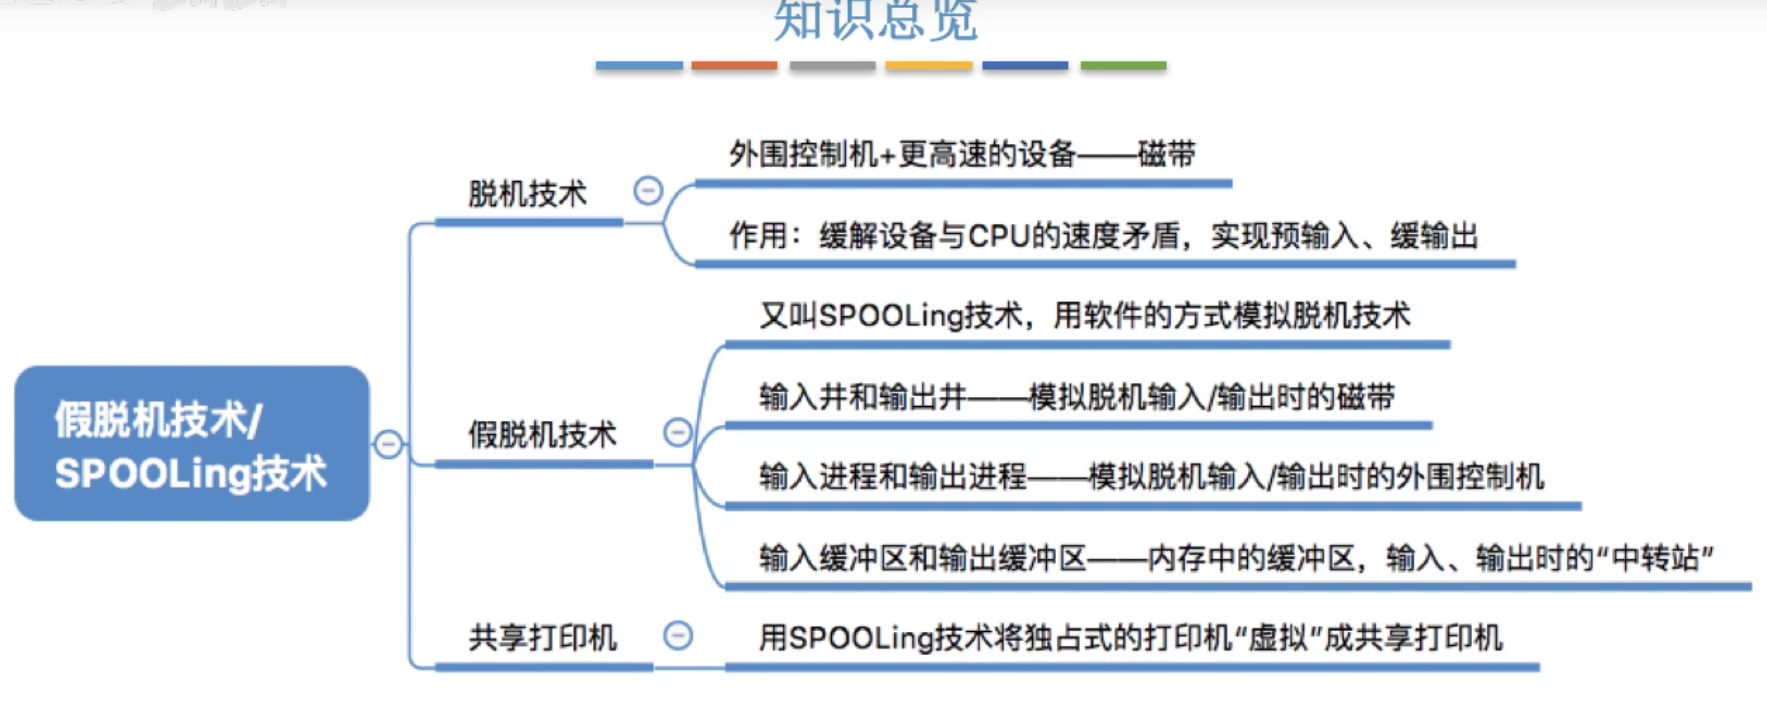 知识总览
外围控制机+更高速的设备——磁带
脱机技术
作用：缓解设备与CPU的速度矛盾，实现预输入、缓输出
又叫SPOOLing技术，用软件的方式模拟脱机技术
输入井和输出井——模拟脱机输入/输出时的磁带
假脱机技术/
SPOOLing技术
假脱机技术
输入进程和输出进程——模拟脱机输入/输出时的外围控制机
输入缓冲区和输出缓冲区——内存中的缓冲区，输入、输出时的“中转站”
共享打印机
用SPOOLing技术将独占式的打印机“虚拟”成共享打印机